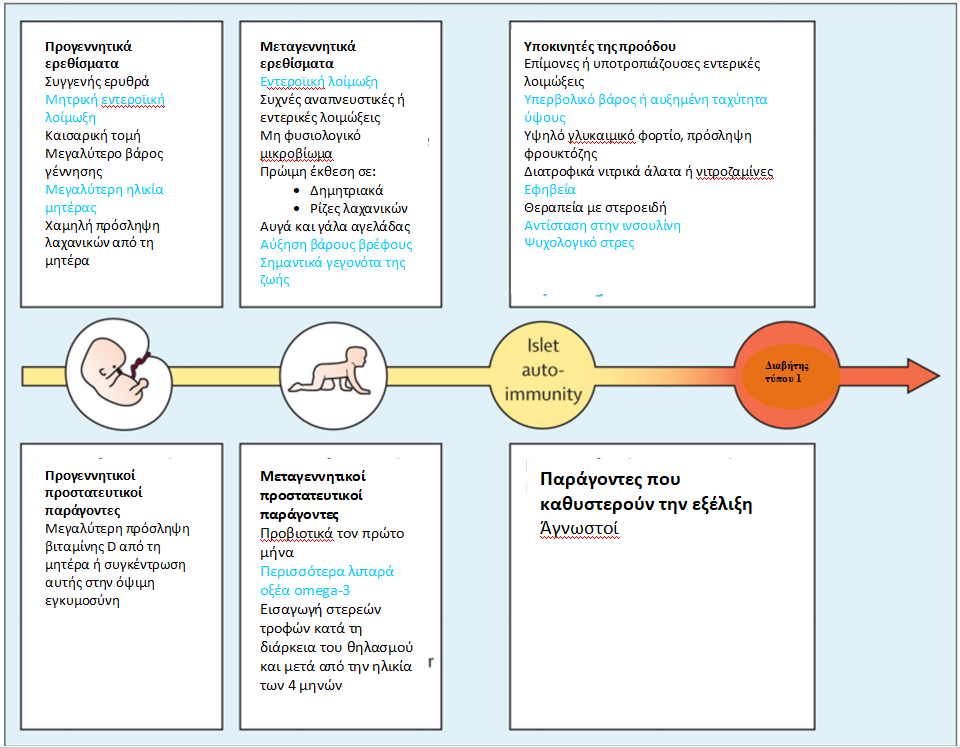 Προγεννητικά
ερεθίσματα
Συγγενής ερυθρά
Μητρική εντεροϊική
λοίμωξη
Καισαρική τομή
Μεγαλύτερο βάρος
γέννησης
Μεγαλύτερη ηλικία
μητέρας
Χαμηλή πρόσληψη
λαχανικών από τη
μητέρα
Μεταγεννητικά
ερεθίσματα
Εντεροϊική λοίμωξη
Συχνές αναπνευστικές ή
εντερικές λοιμώξεις
Μη φυσιολογικό
μικροβίωμα
Πρώιμη έκθεση σε:
• Δημητριακά
• Ρίζες λαχανικών
Αυγά και γάλα αγελάδας
Αύξηση βάρους βρέφους
Σημαντικά γεγονότα της
ζωής
Υποκινητές της προόδου
Επίμονες ή υποτροπιάζουσες εντερικές
λοιμώξεις
Υπερβολικό βάρος ή αυξημένη ταχύτητα
ύψους
Υψηλό γλυκαιμικό φορτίο, πρόσληψη
φρουκτόζης
Διατροφικά νιτρικά άλατα ή νιτροζαμίνες
Εφηβεία
Θεραπεία με στεροειδή
Αντίσταση στην ινσουλίνη
Ψυχολογικό στρες
Islet
auto-
immunity
Διαβήτης
τύπου 1
Προγεννητικοί
προστατευτικοί
παράγοντες
Μεγαλύτερη πρόσληψη
βιταμίνης D από τη
μητέρα ή συγκέντρωση
αυτής στην όψιμη
εγκυμοσύνη
Μεταγεννητικοί
προστατευτικοί
παράγοντες
Προβιοτικά τον πρώτο
μήνα
Περισσότερα λιπαρά
οξέα omega-3
Εισαγωγή στερεών
τροφών κατά τη
διάρκεια του θηλασμού
και μετά από την ηλικία
των 4 μηνών
r
Παράγοντες που
καθυστερούν την εξέλιξη
Άγνωστοί